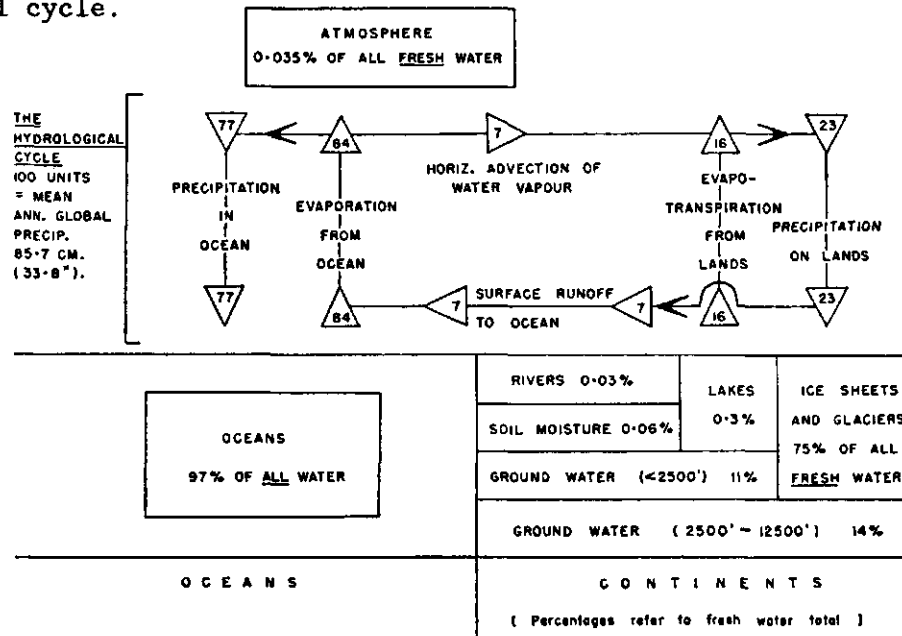 l cycle.
ATMOSPHERE
0·035% OF ALL FRESH WATER
THE
HYDROLOGICAL
CYCLE
100 UNITS
= MEAN
ANN. GLOBAL
PRECIP.
85·7 CM.
(33·8").
77
84
7
16
23
HORIZ. ADVECTION OF
WATER VAPOUR
PRECIPITATION
IN
OCEAN
EVAPORATION
FROM
OCEAN
EVAPO-
TRANSPIRATION
FROM
LANDS
PRECIPITATION
ON LANDS
77
84
7
SURFACE RUNOFF
TO OCEAN
7
16
23
OCEANS
97% OF ALL WATER
RIVERS 0·03%
SOIL MOISTURE 0·06%
LAKES
0·3%
ICE SHEETS
AND GLACIERS
75% OF ALL
FRESH WATER
GROUND WATER (<2500') 11%
GROUND WATER (2500' – 12500') 14%
OCEANS
CONTINENTS
( Percentages refer to fresh water total )